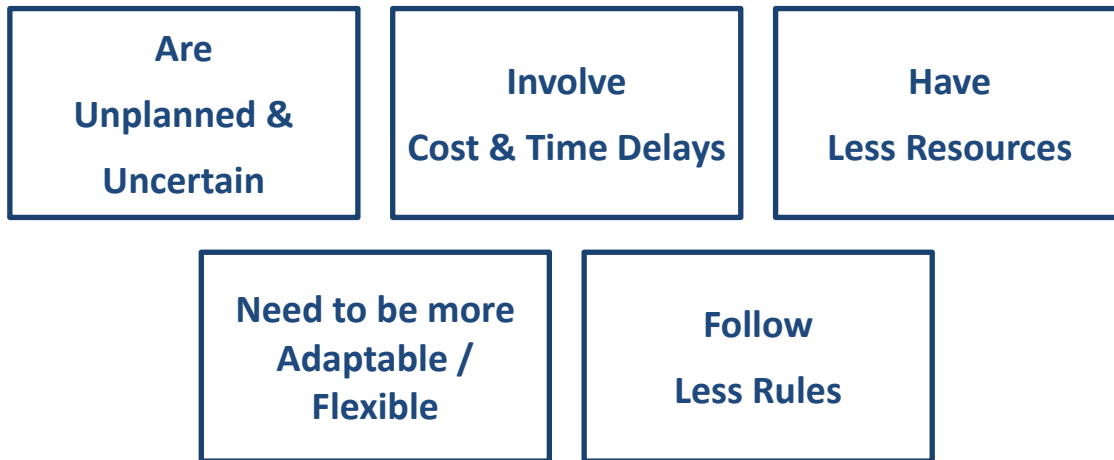 Are
Unplanned &
Uncertain
Involve
Cost & Time Delays
Have
Less Resources
Need to be more
Adaptable /
Flexible
Follow
Less Rules